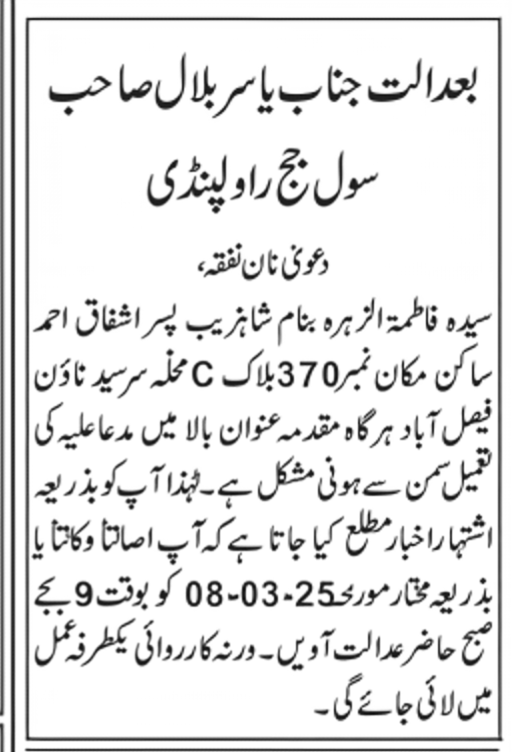 بعدالت جناب یاسر بلال صاحب
سول جج راولپنڈی
دعویٰ نان نفقہ،
سیدہ فاطمۃ الزہرہ بنام شاہزیب پسر اشفاق احمد
ساکن مکان نمبر370بلاک C محلّہ سرسید ٹاؤن
فیصل آباد ہرگاہ مقدمہ عنوان بالا میں مدعاعلیہ کی
تعمیل سمن سے ہونی مشکل ہے۔لہٰذا آپ کو بذریعہ
اشتہار اخبار مطلع کیا جاتا ہے کہ آپ اصالتاً وکالتاً یا
بذریعہ مختار مورخہ 25-03-08 کو بوقت 9 بجے
صبح حاضر عدالت آویں۔ورنہ کارروائی یکطرفہ عمل
میں لائی جائے گی۔